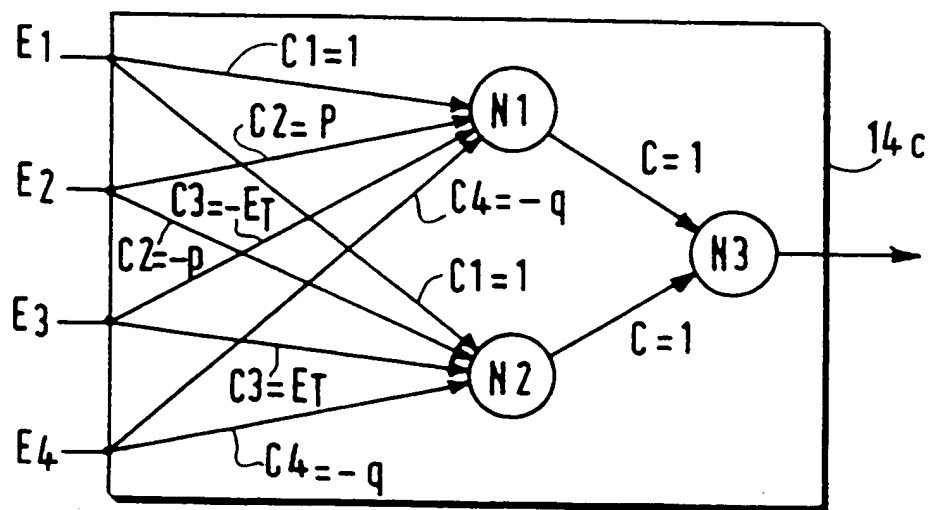 E1
C1=1
N1
C2=P
C=1
14c
E2
C3=-ET
C4=-q
C2=-p
N3
C1=1
E3
C=1
C3=ET
N2
E4
C4=-q